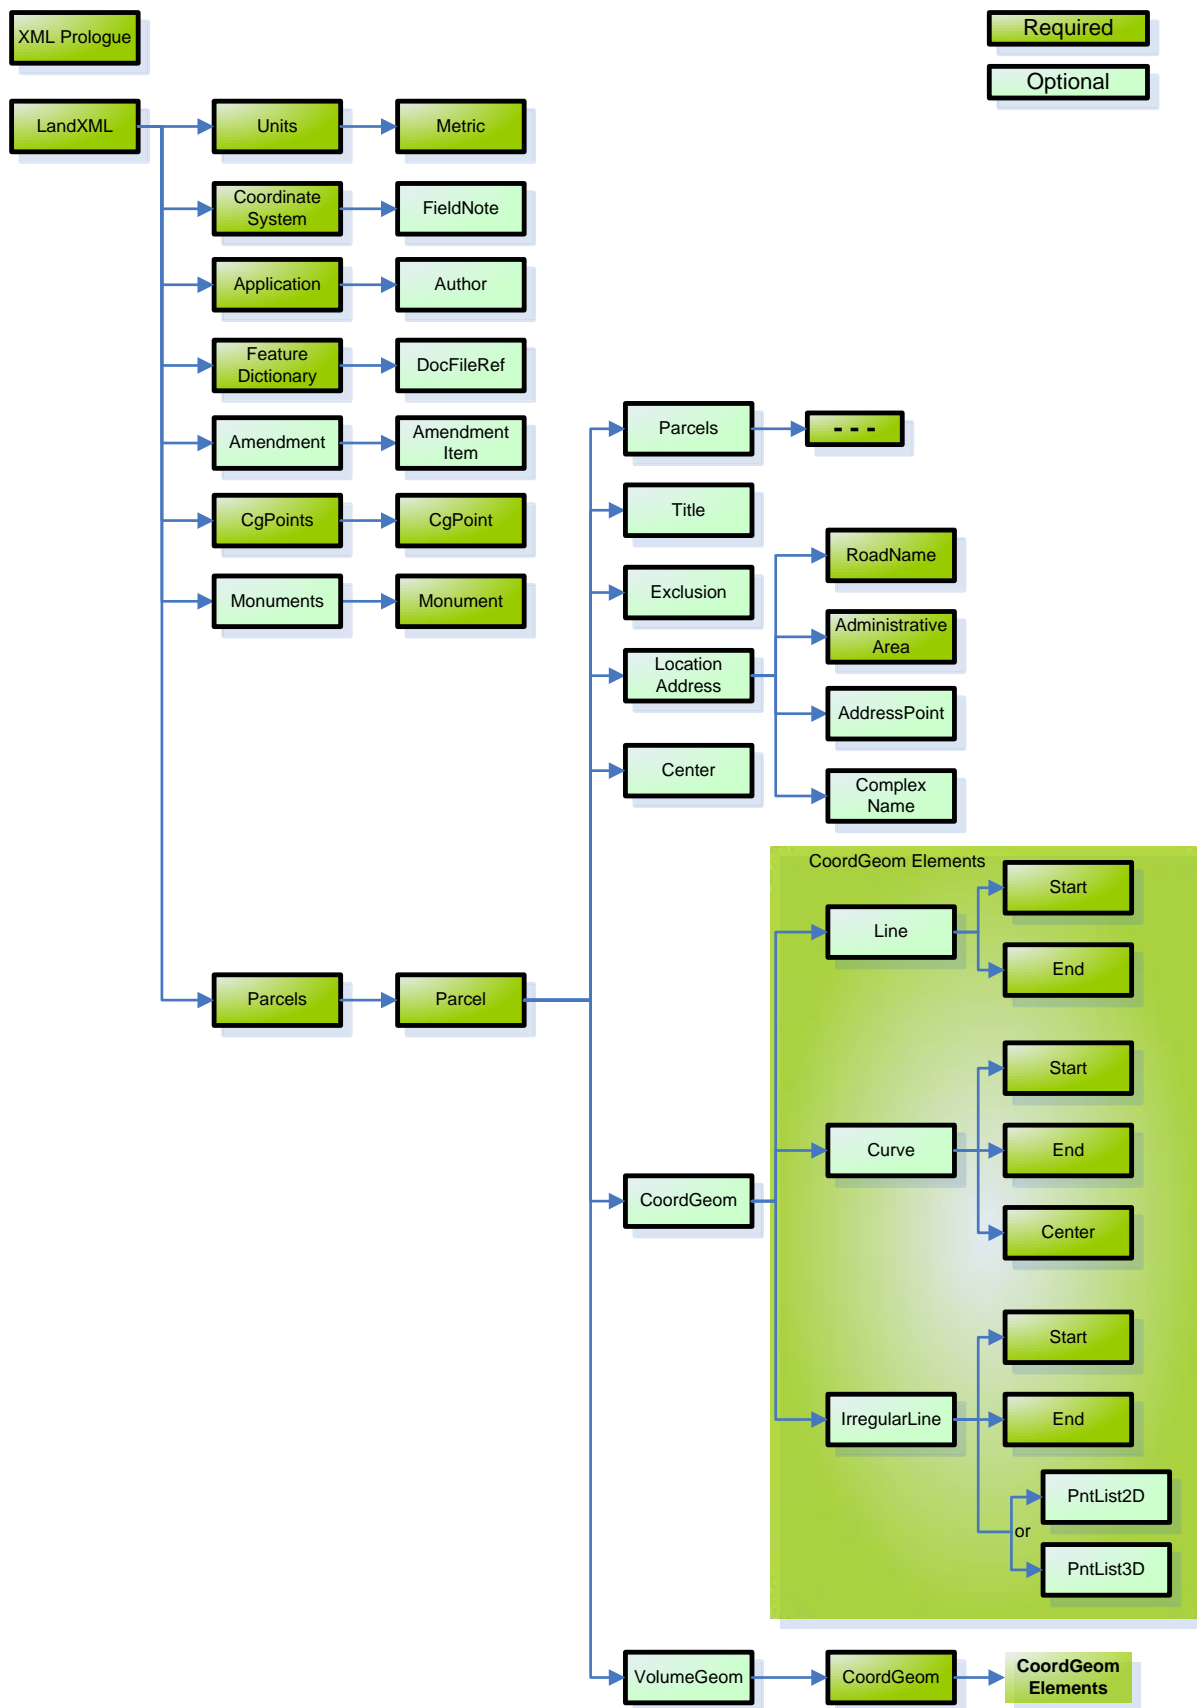 XML Prologue
Required
Optional
LandXML
Units
Metric
Coordinate
System
FieldNote
Application
Author
Feature
Dictionary
DocFileRef
Amendment
Amendment
Item
CgPoints
CgPoint
Monuments
Monument
Parcels
Parcel
Parcels
- - -
Title
Exclusion
Location
Address
RoadName
Administrative
Area
AddressPoint
Complex
Name
Center
CoordGeom
CoordGeom Elements
Line
Start
End
Curve
Start
End
Center
IrregularLine
Start
End
PntList2D
or
PntList3D
VolumeGeom
CoordGeom
CoordGeom
Elements